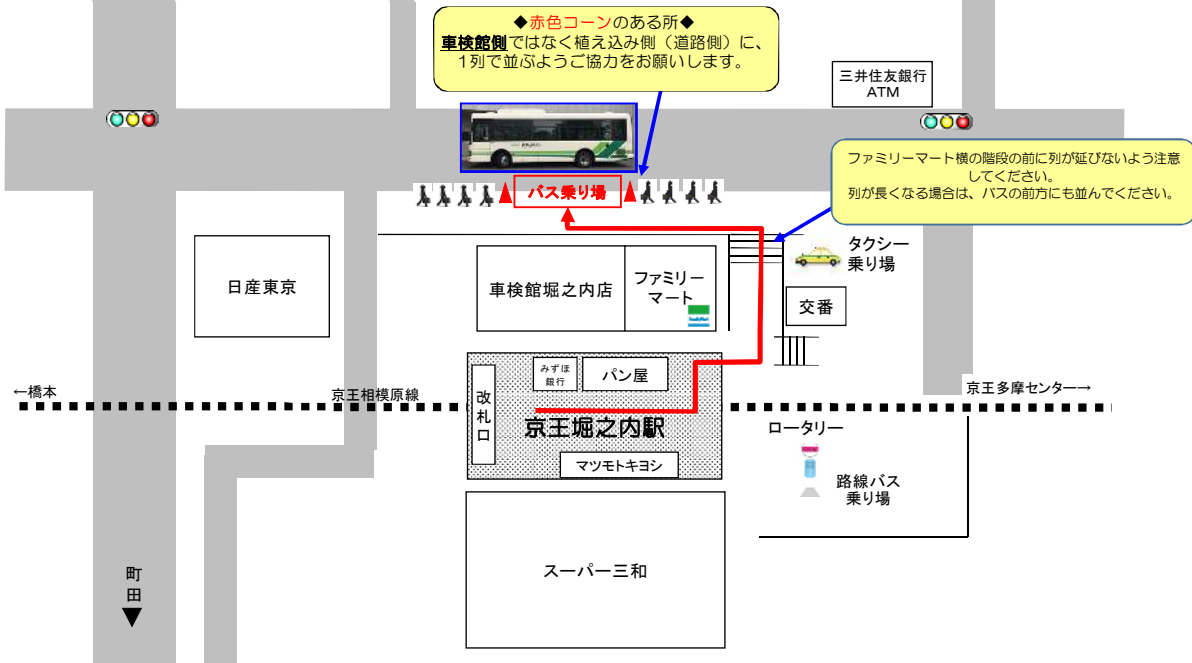 ◆赤色コーンのある所◆
車検館側ではなく植え込み側（道路側）に、
1列で並ぶようご協力をお願いします。
三井住友銀行
ATM
ファミリーマート横の階段の前に列が延びないよう注意
してください。
列が長くなる場合は、バスの前方にも並んでください。
バス乗り場
タクシー
乗り場
日産東京
車検館堀之内店
ファミリー
マート
FamilyMart
交番
みずほ
銀行
パン屋
改札口
←橋本
京王相模原線
京王多摩センター→
京王堀之内駅
マツモトキヨシ
ロータリー
路線バス
乗り場
スーパー三和
町田